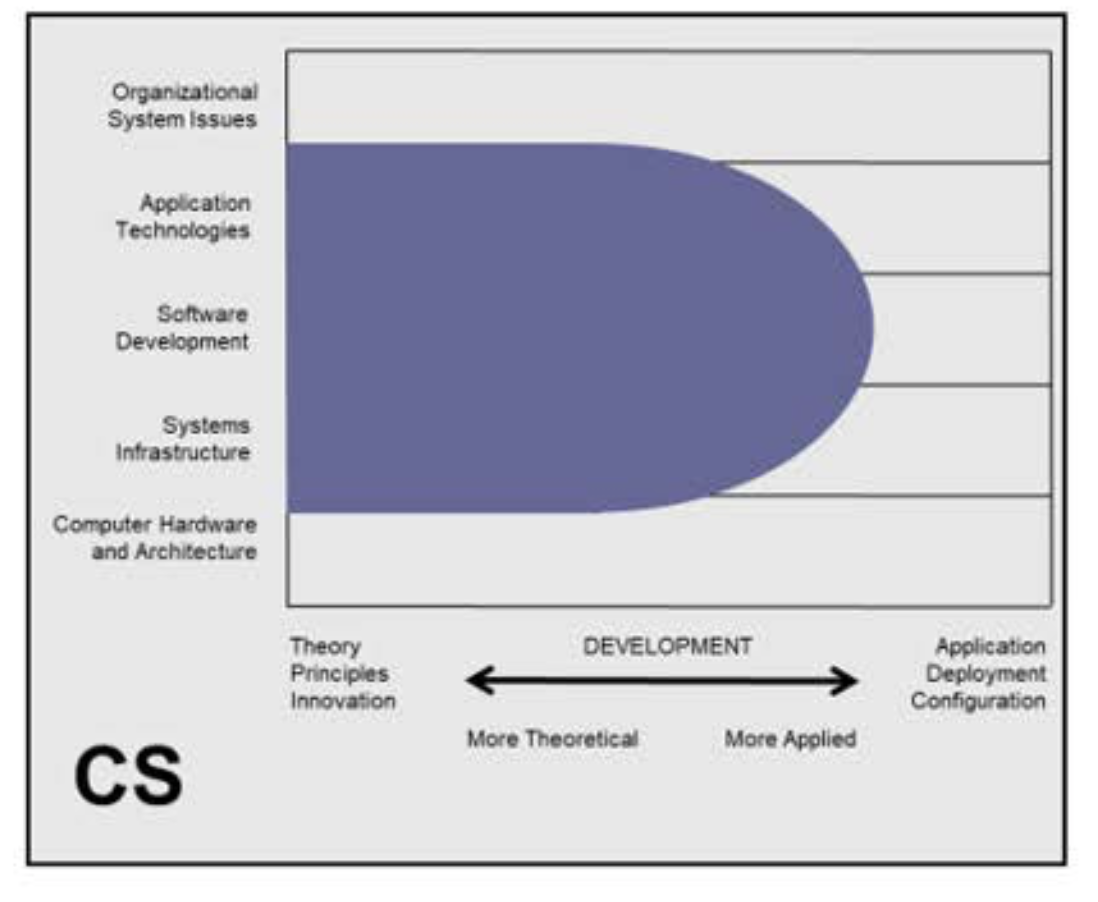 Organizational
System Issues
Application
Technologies
Software
Development
Systems
Infrastructure
Computer Hardware
and Architecture
Theory
Principles
Innovation
DEVELOPMENT
More Theoretical
More Applied
Application
Deployment
Configuration
CS